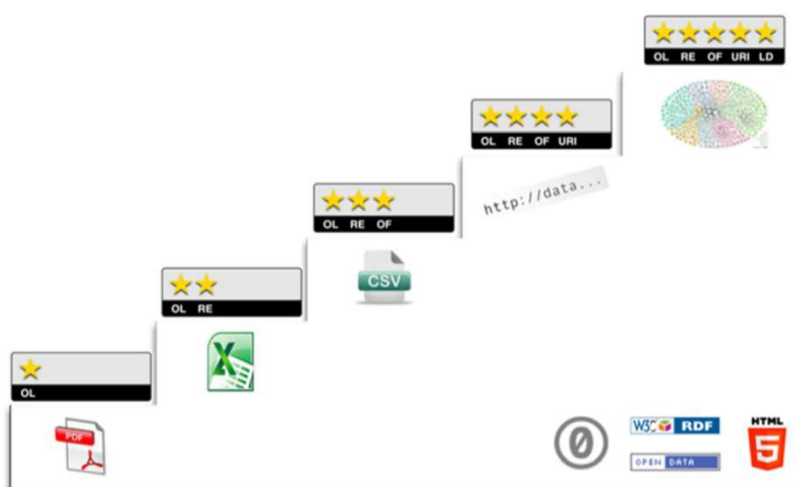 OL RE OF URI LD
OL RE OF URI
http://data...
OL RE OF
CSV
OL RE
X
OL
PDF
0
W3C RDF
OPEN DATA
HTML
5